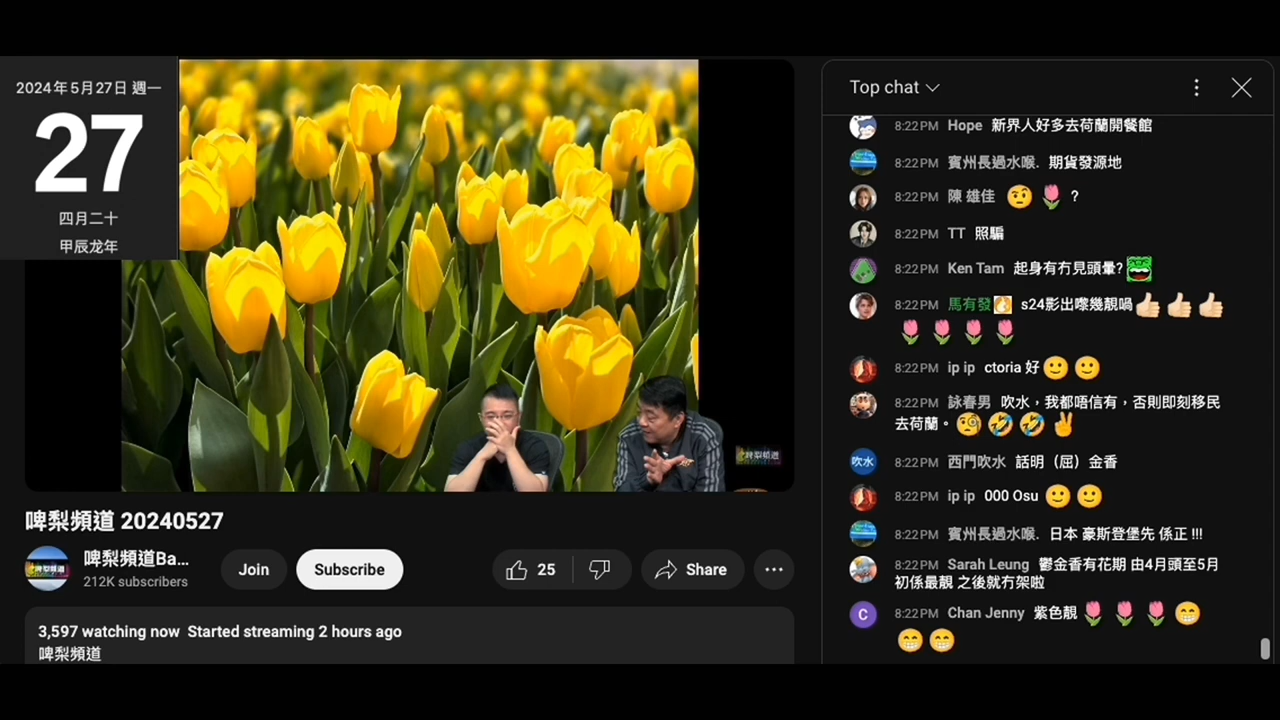 2024年5月27日 週一
27
四月二十
甲辰龙年
啤梨頻道
啤梨頻道 20240527
啤梨頻道Ba...
212K subscribers
Join
Subscribe
25
Share
3,597 watching now Started streaming 2 hours ago
啤梨頻道
Top chat
8:22PM Hope 新界人好多去荷蘭開餐館
8:22PM 賓州長過水喉. 期貨發源地
8:22PM 陳 雄佳 🤨🌷?
8:22PM TT 照騙
8:22PM Ken Tam 起身有冇見頭暈?
8:22PM 馬有發 s24影出嚟幾靚喎👍🏻👍🏻👍🏻
🌷🌷🌷🌷
8:22PM ip ip ctoria 好🙂🙂
8:22PM 詠春男 吹水,我都唔信有,否則即刻移民
去荷蘭。🧐🤣🤣✌️
吹水
8:22PM 西門吹水 話明(屈)金香
8:22PM ip ip 000 Osu🙂🙂
8:22PM 賓州長過水喉. 日本 豪斯登堡先 係正 !!!
8:22PM Sarah Leung 鬱金香有花期 由4月頭至5月
初係最靚 之後就冇架啦
C
8:22PM Chan Jenny 紫色靚🌷🌷🌷😁
😁😁